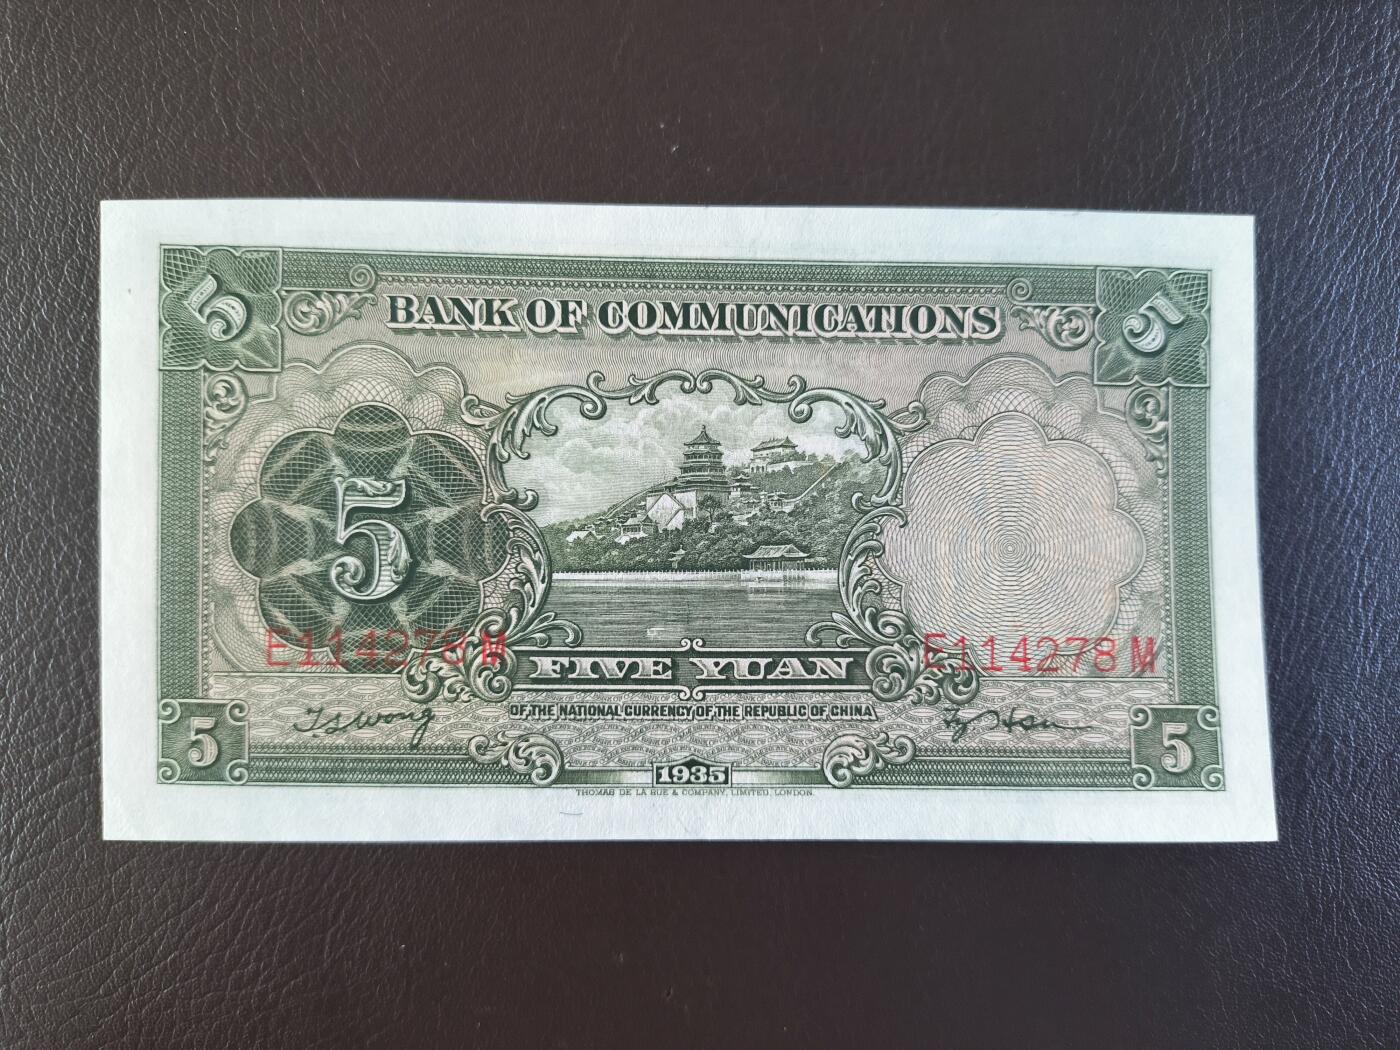 5 5
BANK OF COMMUNICATIONS
5
E114278M E114278M
FIVE YUAN
OF THE NATIONAL CURRENCY OF THE REPUBLIC OF CHINA
T S Wong
5 5
1935
THOMAS DE LA RUE & COMPANY, LIMITED, LONDON.